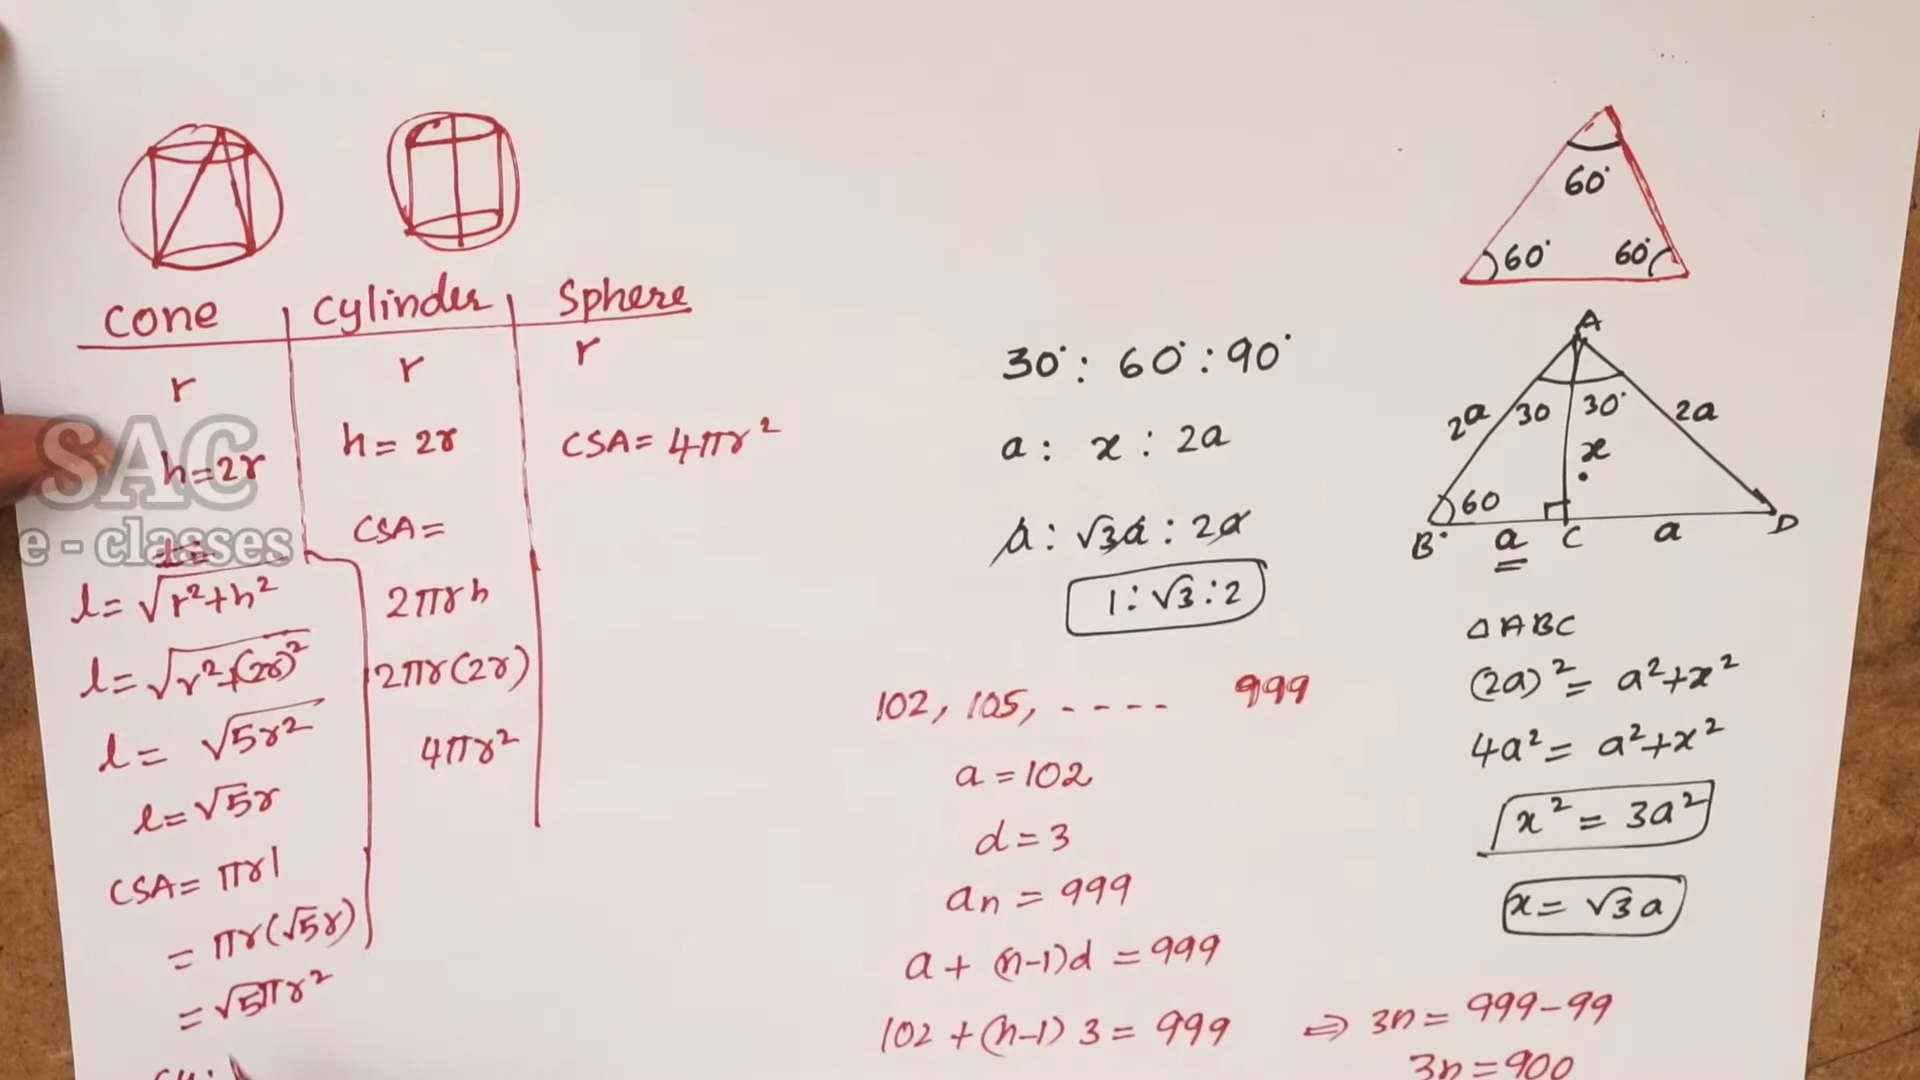 cone
cylinder
Sphere
r
r
r
h=2r
h= 2r
CSA= 4πr²
SAC
e - classes
l= √r²+h²
l= √r²+(2r)²
l= √5r²
l= √5r
CSA= πrl
= πr(√5r)
= √5πr²
CSA=
2πrh
2πr(2r)
4πr²
30° : 60° : 90°
a : x : 2a
a : √3a : 2a
1 : √3 : 2
102, 105, - - - - 999
a = 102
d = 3
an = 999
a + (n-1)d = 999
102 + (n-1) 3 = 999
⇒ 3n = 999-99
3n = 900
60°
60° 60°
A
2a 30 30° 2a
x
60
B a C a D
△ABC
(2a)² = a²+x²
4a² = a²+x²
x² = 3a²
x = √3a